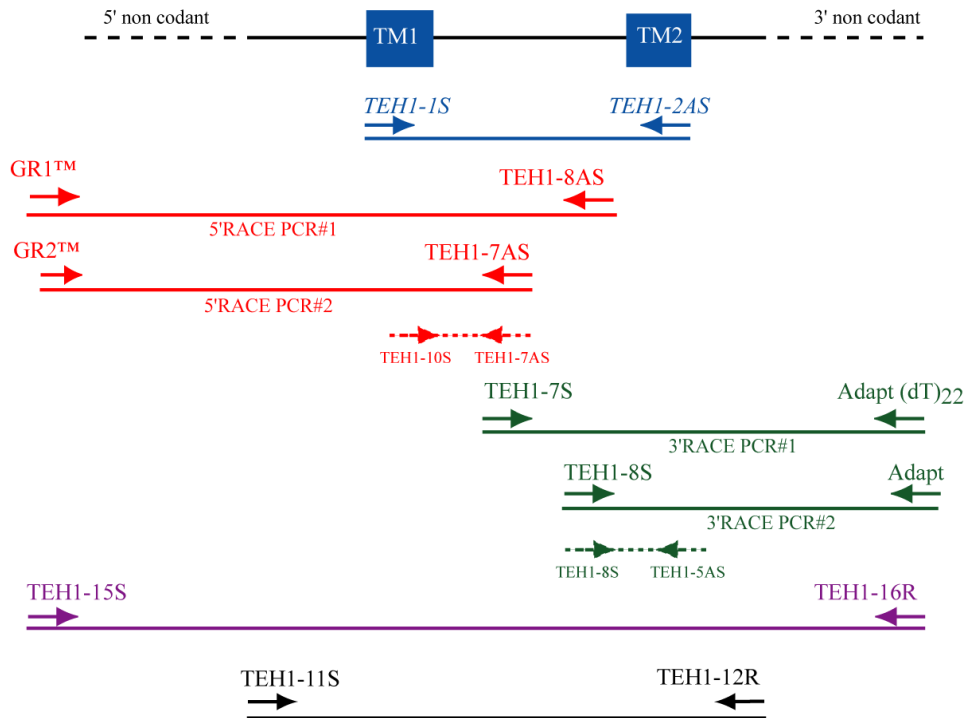 5' non codant
3' non codant
TM1
TM2
TEH1-1S
TEH1-2AS
GR1™
TEH1-8AS
5'RACE PCR#1
GR2™
TEH1-7AS
5'RACE PCR#2
TEH1-10S
TEH1-7AS
TEH1-7S
Adapt (dT)22
3'RACE PCR#1
TEH1-8S
Adapt
3'RACE PCR#2
TEH1-8S
TEH1-5AS
TEH1-15S
TEH1-16R
TEH1-11S
TEH1-12R